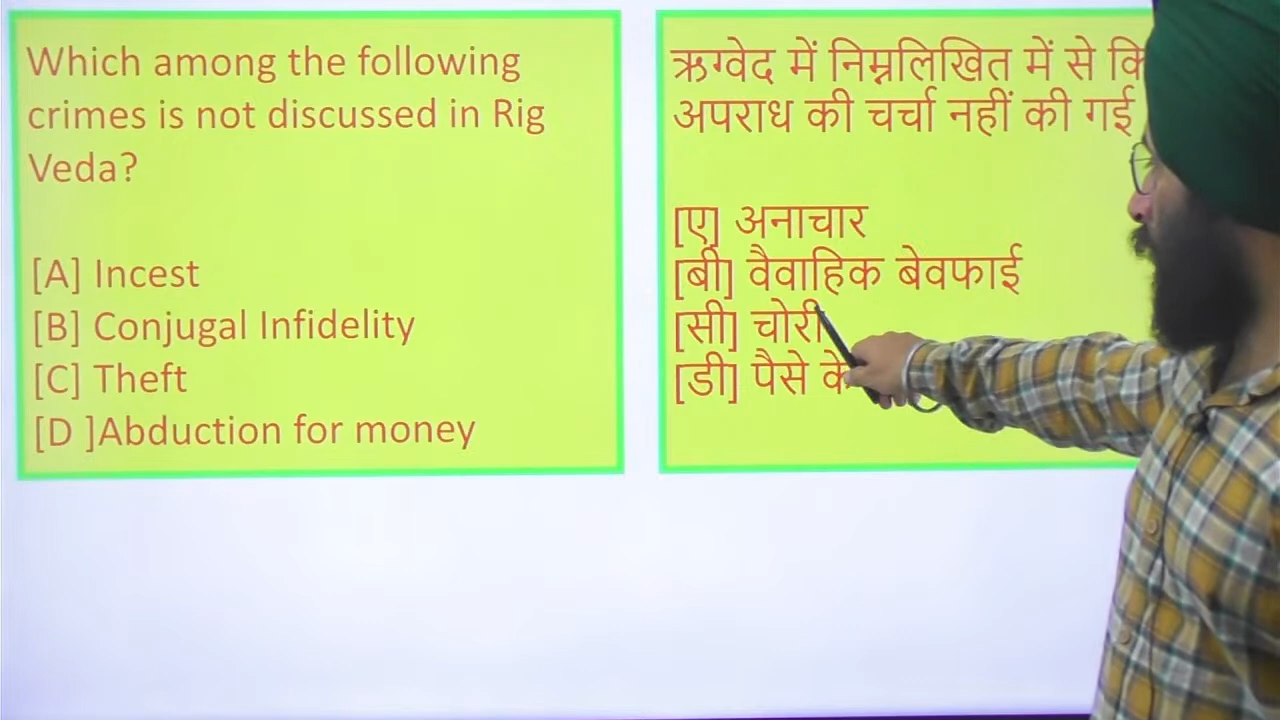 Which among the following
crimes is not discussed in Rig
Veda?
[A] Incest
[B] Conjugal Infidelity
[C] Theft
[D ]Abduction for money
ऋग्वेद में निम्नलिखित में से
अपराध की चर्चा नहीं की गई
[ए] अनाचार
[बी] वैवाहिक बेवफाई
[सी] चोरी
[डी] पैसे के